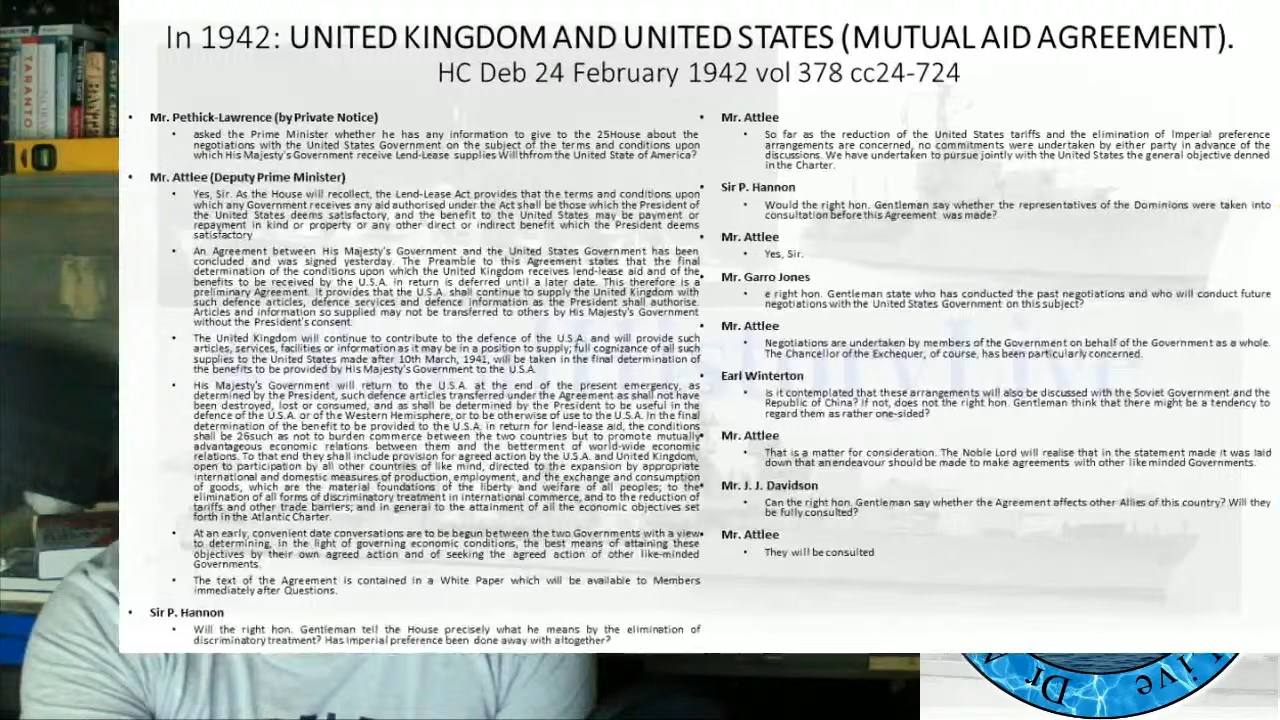 In 1942: UNITED KINGDOM AND UNITED STATES (MUTUAL AID AGREEMENT).
HC Deb 24 February 1942 vol 378 cc24-724
• Mr. Pethick-Lawrence (by Private Notice)
• asked the Prime Minister whether he has any information to give to the 25House about the
negotiations with the United States Government on the subject of the terms and conditions upon
which His Majesty's Government receive Lend-Lease supplies Willthfrom the United State of America?
• Mr. Attlee (Deputy Prime Minister)
• Yes, Sir. As the House will recollect, the Lend-Lease Act provides that the terms and conditions upon
which any Government receives any aid authorised under the Act shall be those which the President of
the United States deems satisfactory, and the benefit to the United States may be payment or
repayment in kind or property or any other direct or indirect benefit which the President deems
satisfactory
• An Agreement between His Majesty's Government and the United States Government has been
concluded and was signed yesterday. The Preamble to this Agreement states that the final
determination of the conditions upon which the United Kingdom receives lend-lease aid and of the
benefits to be received by the U.S.A. in return is deferred until a later date. This therefore is a
preliminary Agreement. It provides that the U.S.A. shall continue to supply the United Kingdom with
such defence articles, defence services and defence information as the President shall authorise.
Articles and information so supplied may not be transferred to others by His Majesty's Government
without the President's consent.
• The United Kingdom will continue to contribute to the defence of the U.S.A. and will provide such
articles, services, facilities or information as it may be in a position to supply; full cognizance of all such
supplies to the United States made after 10th March, 1941, will be taken in the final determination of
the benefits to be provided by His Majesty's Government to the U.S.A.
• His Majesty's Government will return to the U.S.A. at the end of the present emergency, as
determined by the President, such defence articles transferred under the Agreement as shall not have
been destroyed, lost or consumed, and as shall be determined by the President to be useful in the
defence of the U.S.A. or of the Western Hemisphere, or to be otherwise of use to the U.S.A. In the final
determination of the benefit to be provided to the U.S.A. in return for lend-lease aid, the conditions
shall be 26such as not to burden commerce between the two countries but to promote mutually
advantageous economic relations between them and the betterment of world-wide economic
relations. To that end they shall include provision for agreed action by the U.S.A. and United Kingdom,
open to participation by all other countries of like mind, directed to the expansion by appropriate
international and domestic measures of production, employment, and the exchange and consumption
of goods, which are the material foundations of the liberty and welfare of all peoples; to the
elimination of all forms of discriminatory treatment in international commerce, and to the reduction of
tariffs and other trade barriers; and in general to the attainment of all the economic objectives set
forth in the Atlantic Charter.
• At an early, convenient date conversations are to be begun between the two Governments with a view
to determining, in the light of governing economic conditions, the best means of attaining these
objectives by their own agreed action and of seeking the agreed action of other like-minded
Governments.
• The text of the Agreement is contained in a White Paper which will be available to Members
immediately after Questions.
• Sir P. Hannon
• Will the right hon. Gentleman tell the House precisely what he means by the elimination of
discriminatory treatment? Has Imperial preference been done away with altogether?
• Mr. Attlee
• So far as the reduction of the United States tariffs and the elimination of Imperial preference
arrangements are concerned, no commitments were undertaken by either party in advance of the
discussions. We have undertaken to pursue jointly with the United States the general objective denned
in the Charter.
• Sir P. Hannon
• Would the right hon. Gentleman say whether the representatives of the Dominions were taken into
consultation before this Agreement was made?
• Mr. Attlee
• Yes, Sir.
• Mr. Garro Jones
• e right hon. Gentleman state who has conducted the past negotiations and who will conduct future
negotiations with the United States Government on this subject?
• Mr. Attlee
• Negotiations are undertaken by members of the Government on behalf of the Government as a whole.
The Chancellor of the Exchequer, of course, has been particularly concerned.
• Earl Winterton
• Is it contemplated that these arrangements will also be discussed with the Soviet Government and the
Republic of China? If not, does not the right hon. Gentleman think that there might be a tendency to
regard them as rather one-sided?
• Mr. Attlee
• That is a matter for consideration. The Noble Lord will realise that in the statement made it was laid
down that an endeavour should be made to make agreements with other like minded Governments.
• Mr. J. J. Davidson
• Can the right hon. Gentleman say whether the Agreement affects other Allies of this country? Will they
be fully consulted?
• Mr. Attlee
• They will be consulted
TARANTO
Live Dr